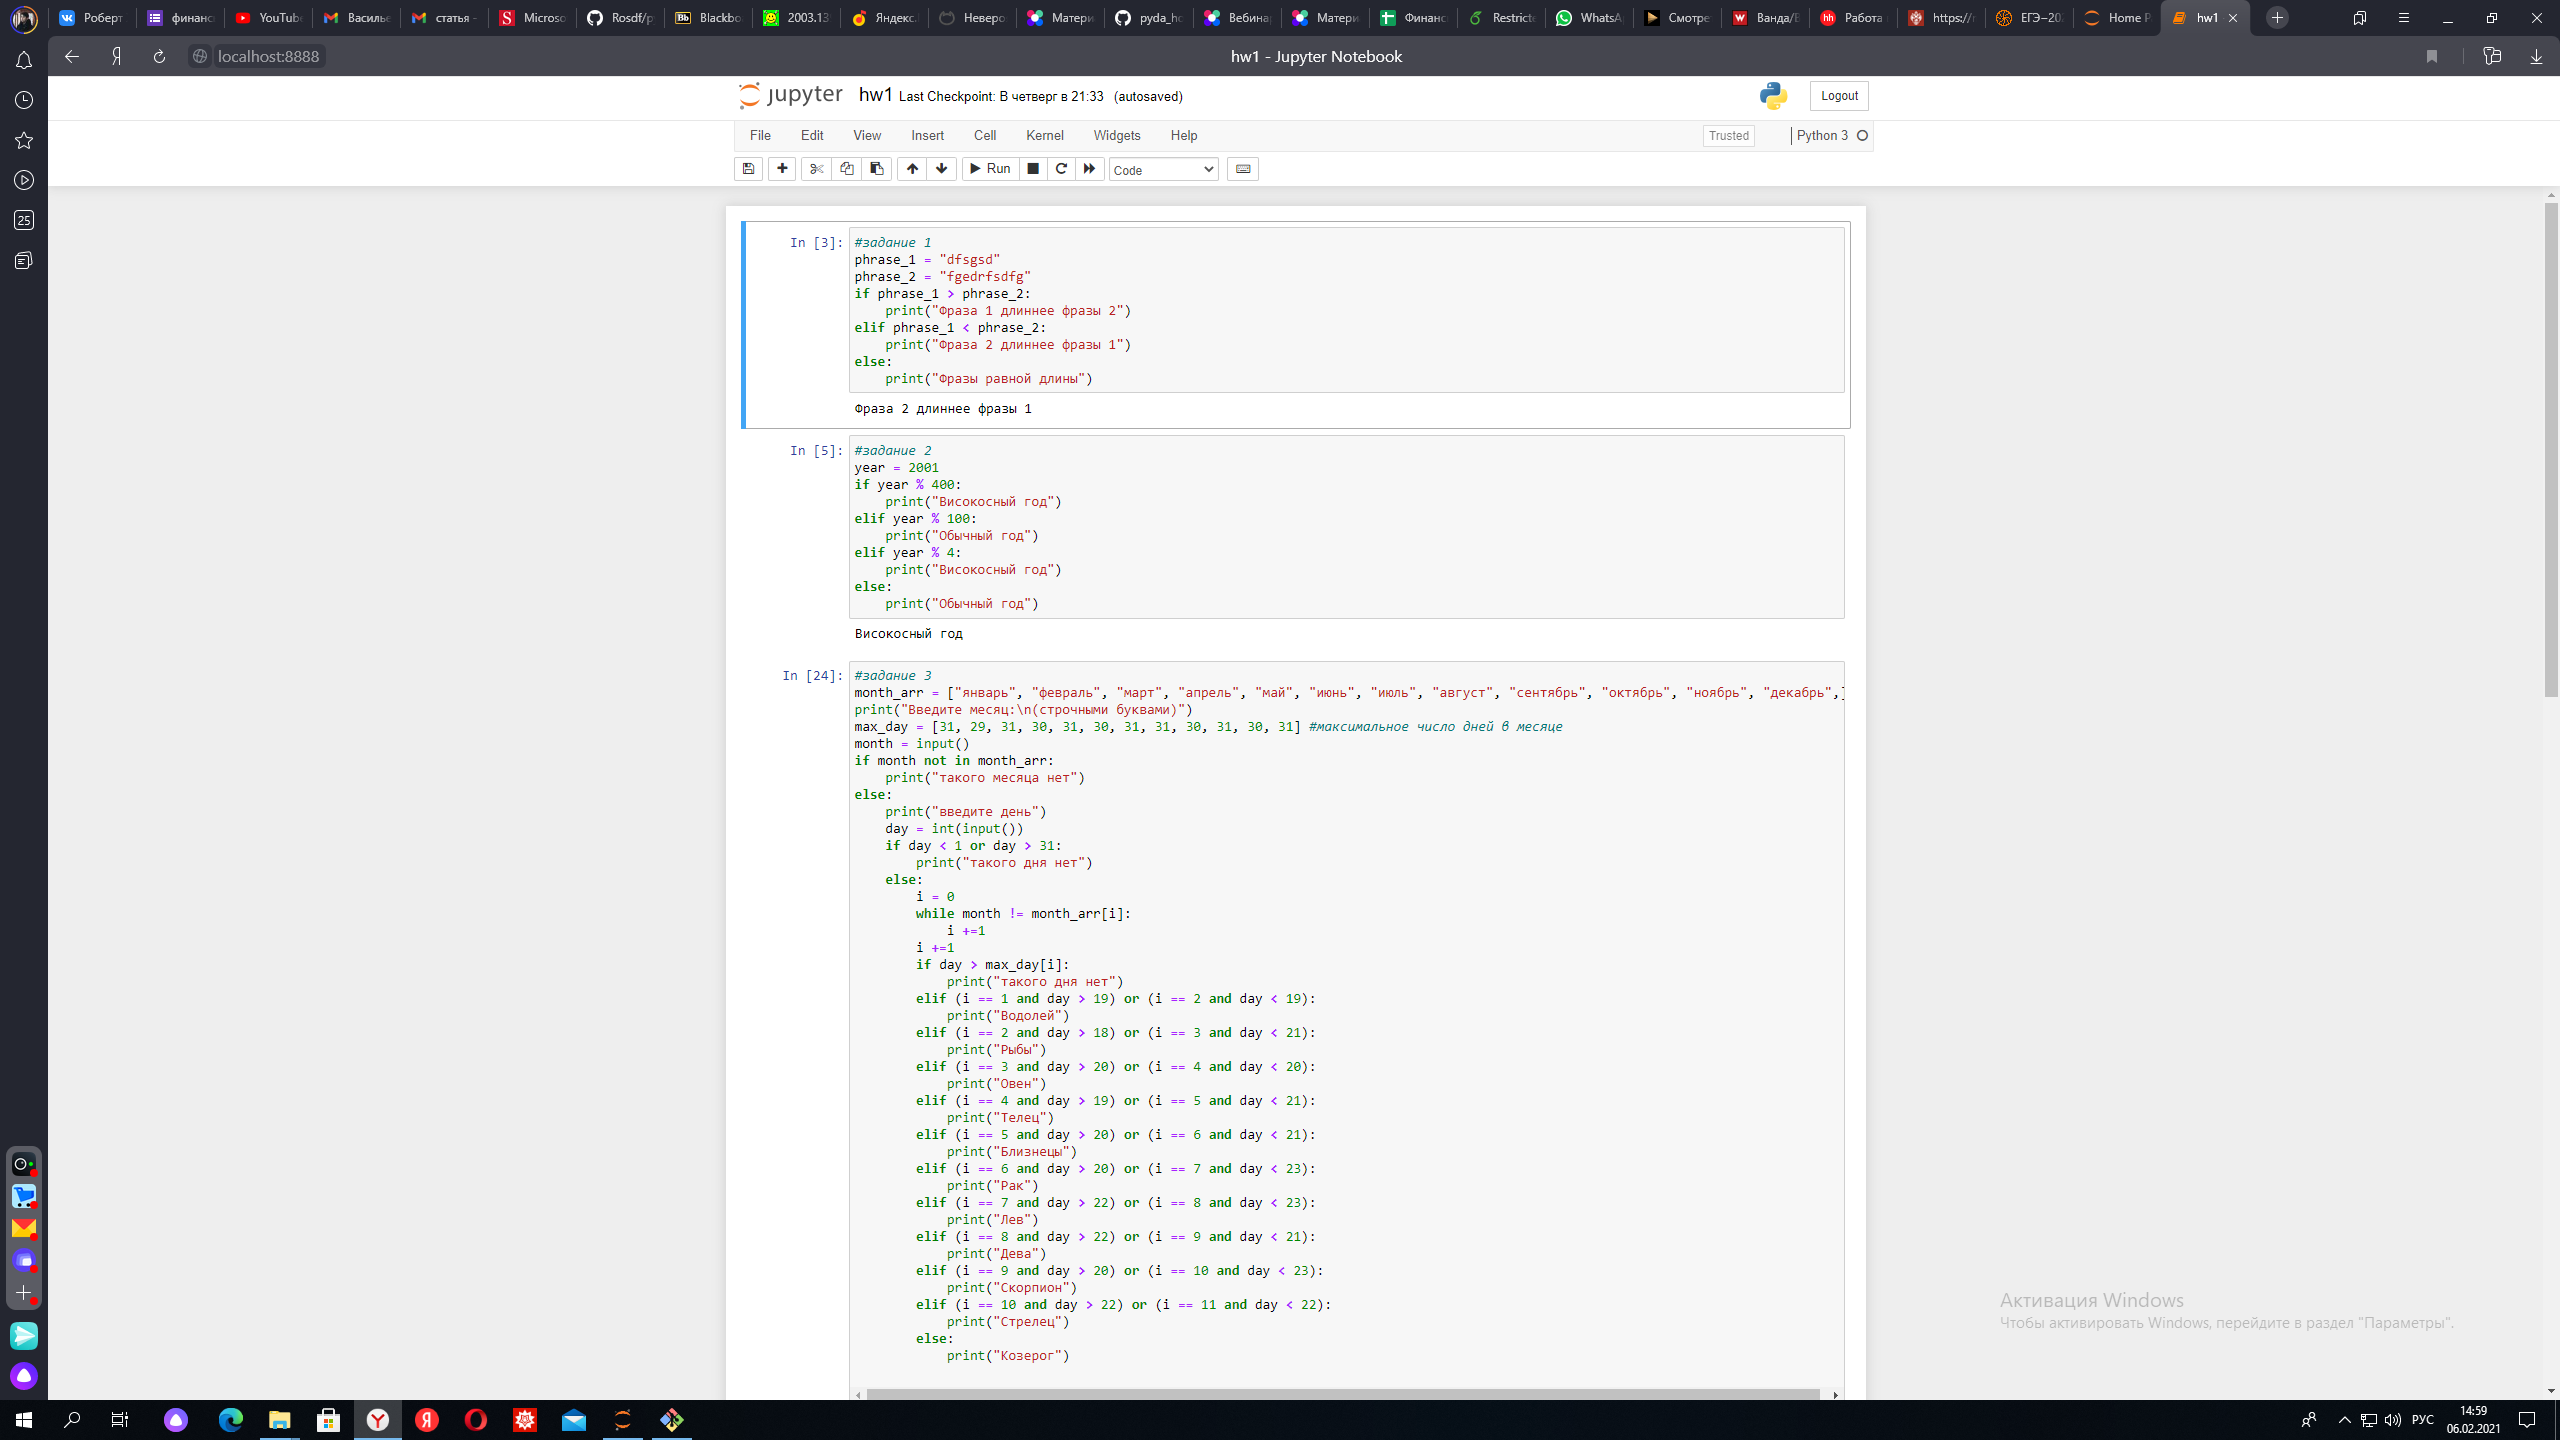 Роберт
финанс
YouTube
Василье
статья -
Microso
Rosdf/p
Blackbo
2003.13
Яндекс.
Неверо
Матери
pyda_ho
Вебина
Матери
Финанс
Restricte
WhatsA
Смотре
Ванда/В
Работа
https://
ЕГЭ–202
Home P
hw1
localhost:8888
hw1 - Jupyter Notebook
25
jupyter hw1 Last Checkpoint: В четверг в 21:33 (autosaved)
Logout
File Edit View Insert Cell Kernel Widgets Help
Trusted
Python 3
Run
Code
In [3]:
#задание 1
phrase_1 = "dfsgsd"
phrase_2 = "fgedrfsdfg"
if phrase_1 > phrase_2:
    print("Фраза 1 длиннее фразы 2")
elif phrase_1 < phrase_2:
    print("Фраза 2 длиннее фразы 1")
else:
    print("Фразы равной длины")
Фраза 2 длиннее фразы 1
In [5]:
#задание 2
year = 2001
if year % 400:
    print("Високосный год")
elif year % 100:
    print("Обычный год")
elif year % 4:
    print("Високосный год")
else:
    print("Обычный год")
Високосный год
In [24]:
#задание 3
month_arr = ["январь", "февраль", "март", "апрель", "май", "июнь", "июль", "август", "сентябрь", "октябрь", "ноябрь", "декабрь",]
print("Введите месяц:\n(строчными буквами)")
max_day = [31, 29, 31, 30, 31, 30, 31, 31, 30, 31, 30, 31] #максимальное число дней в месяце
month = input()
if month not in month_arr:
    print("такого месяца нет")
else:
    print("введите день")
    day = int(input())
    if day < 1 or day > 31:
        print("такого дня нет")
    else:
        i = 0
        while month != month_arr[i]:
            i +=1
        i +=1
        if day > max_day[i]:
            print("такого дня нет")
        elif (i == 1 and day > 19) or (i == 2 and day < 19):
            print("Водолей")
        elif (i == 2 and day > 18) or (i == 3 and day < 21):
            print("Рыбы")
        elif (i == 3 and day > 20) or (i == 4 and day < 20):
            print("Овен")
        elif (i == 4 and day > 19) or (i == 5 and day < 21):
            print("Телец")
        elif (i == 5 and day > 20) or (i == 6 and day < 21):
            print("Близнецы")
        elif (i == 6 and day > 20) or (i == 7 and day < 23):
            print("Рак")
        elif (i == 7 and day > 22) or (i == 8 and day < 23):
            print("Лев")
        elif (i == 8 and day > 22) or (i == 9 and day < 21):
            print("Дева")
        elif (i == 9 and day > 20) or (i == 10 and day < 23):
            print("Скорпион")
        elif (i == 10 and day > 22) or (i == 11 and day < 22):
            print("Стрелец")
        else:
            print("Козерог")
Активация Windows
Чтобы активировать Windows, перейдите в раздел "Параметры".
РУС
14:59
06.02.2021